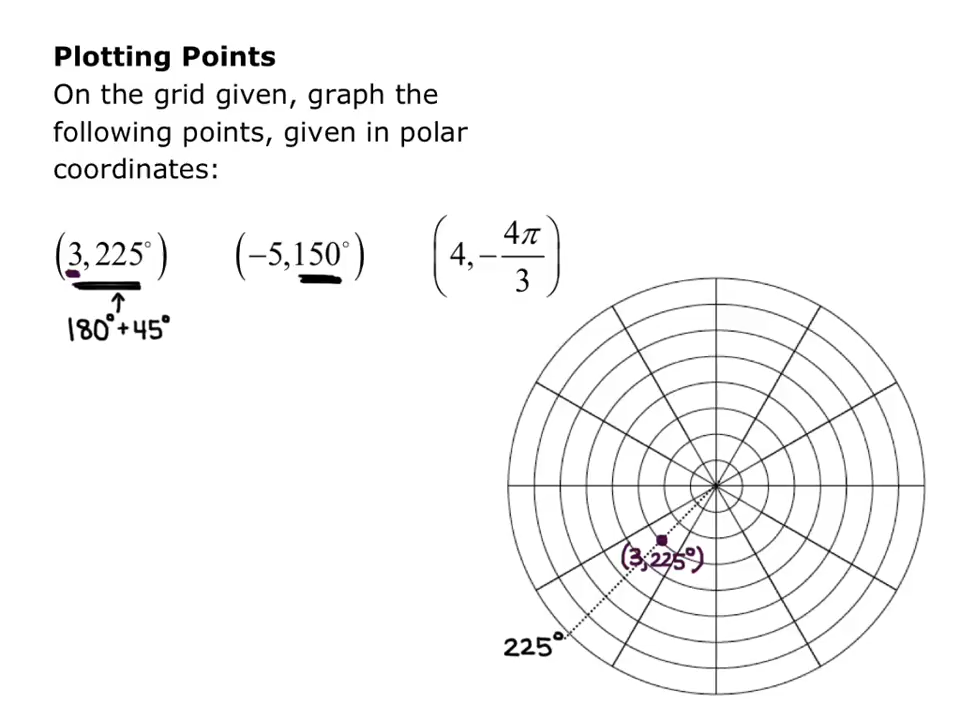 Plotting Points
On the grid given, graph the
following points, given in polar
coordinates:
(3, 225°) (−5,150°) (4, −4π/3)
180°+45°
(3,225°)
225°